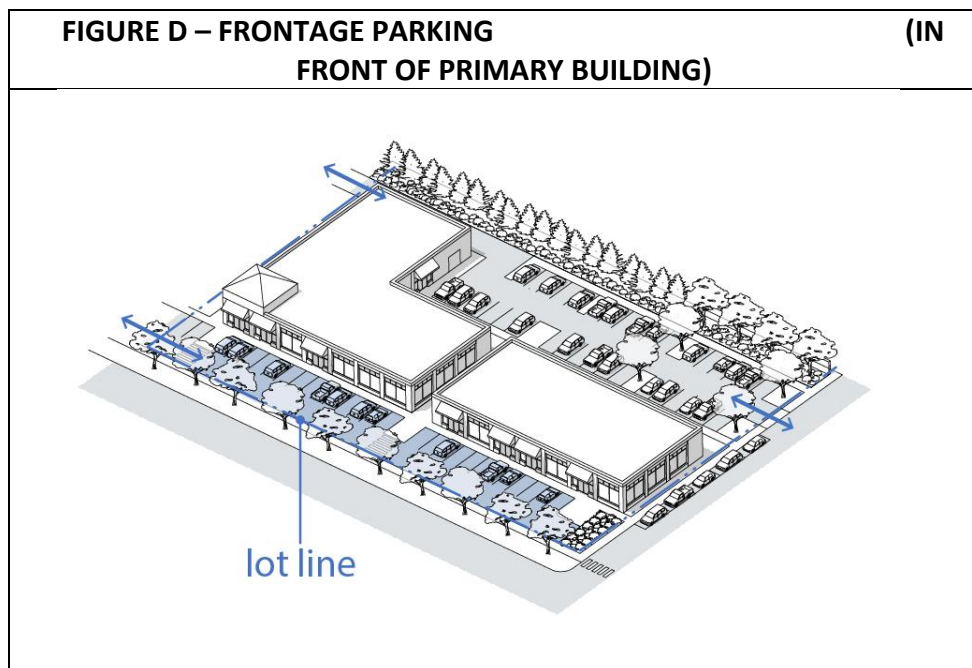 FIGURE D – FRONTAGE PARKING (IN
FRONT OF PRIMARY BUILDING)
lot line